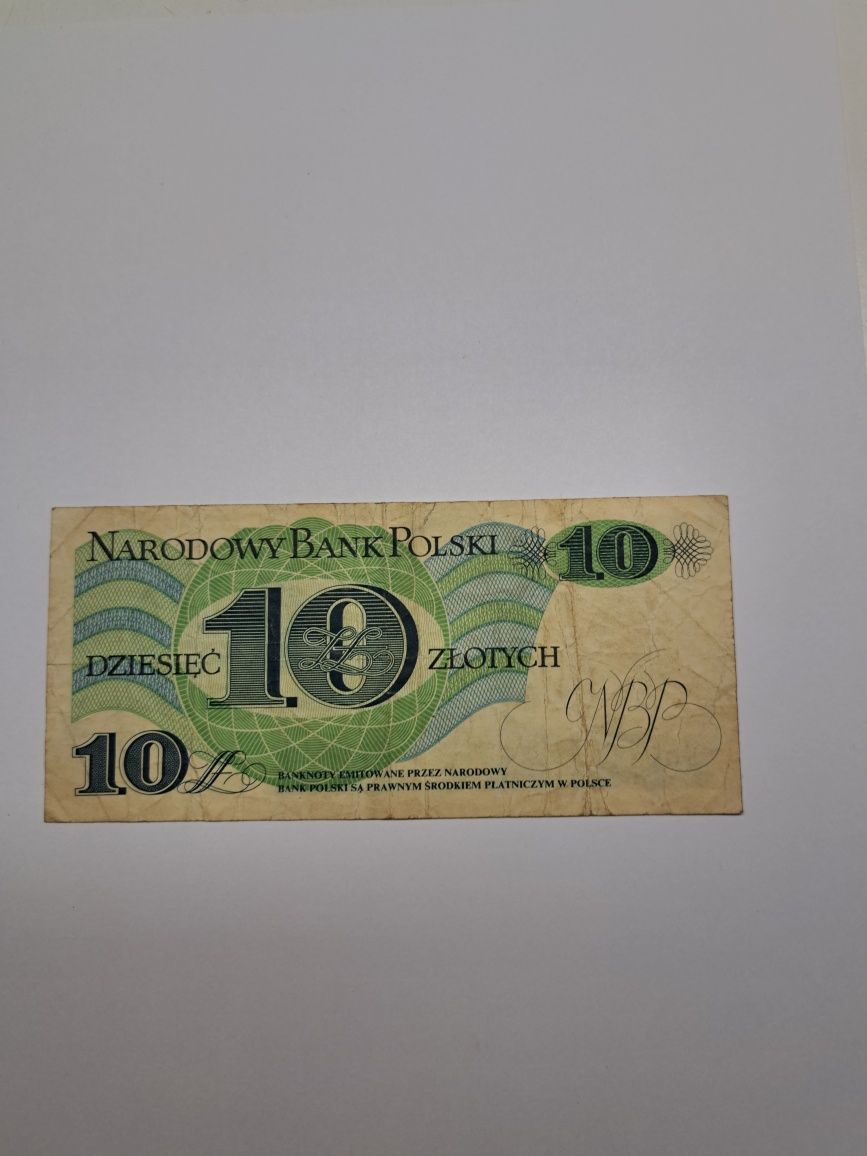 NARODOWY BANK POLSKI
10
10
DZIESIĘĆ
ZŁOTYCH
NBP
10 zł
BANKNOTY EMITOWANE PRZEZ NARODOWY
BANK POLSKI SĄ PRAWNYM ŚRODKIEM PŁATNICZYM W POLSCE